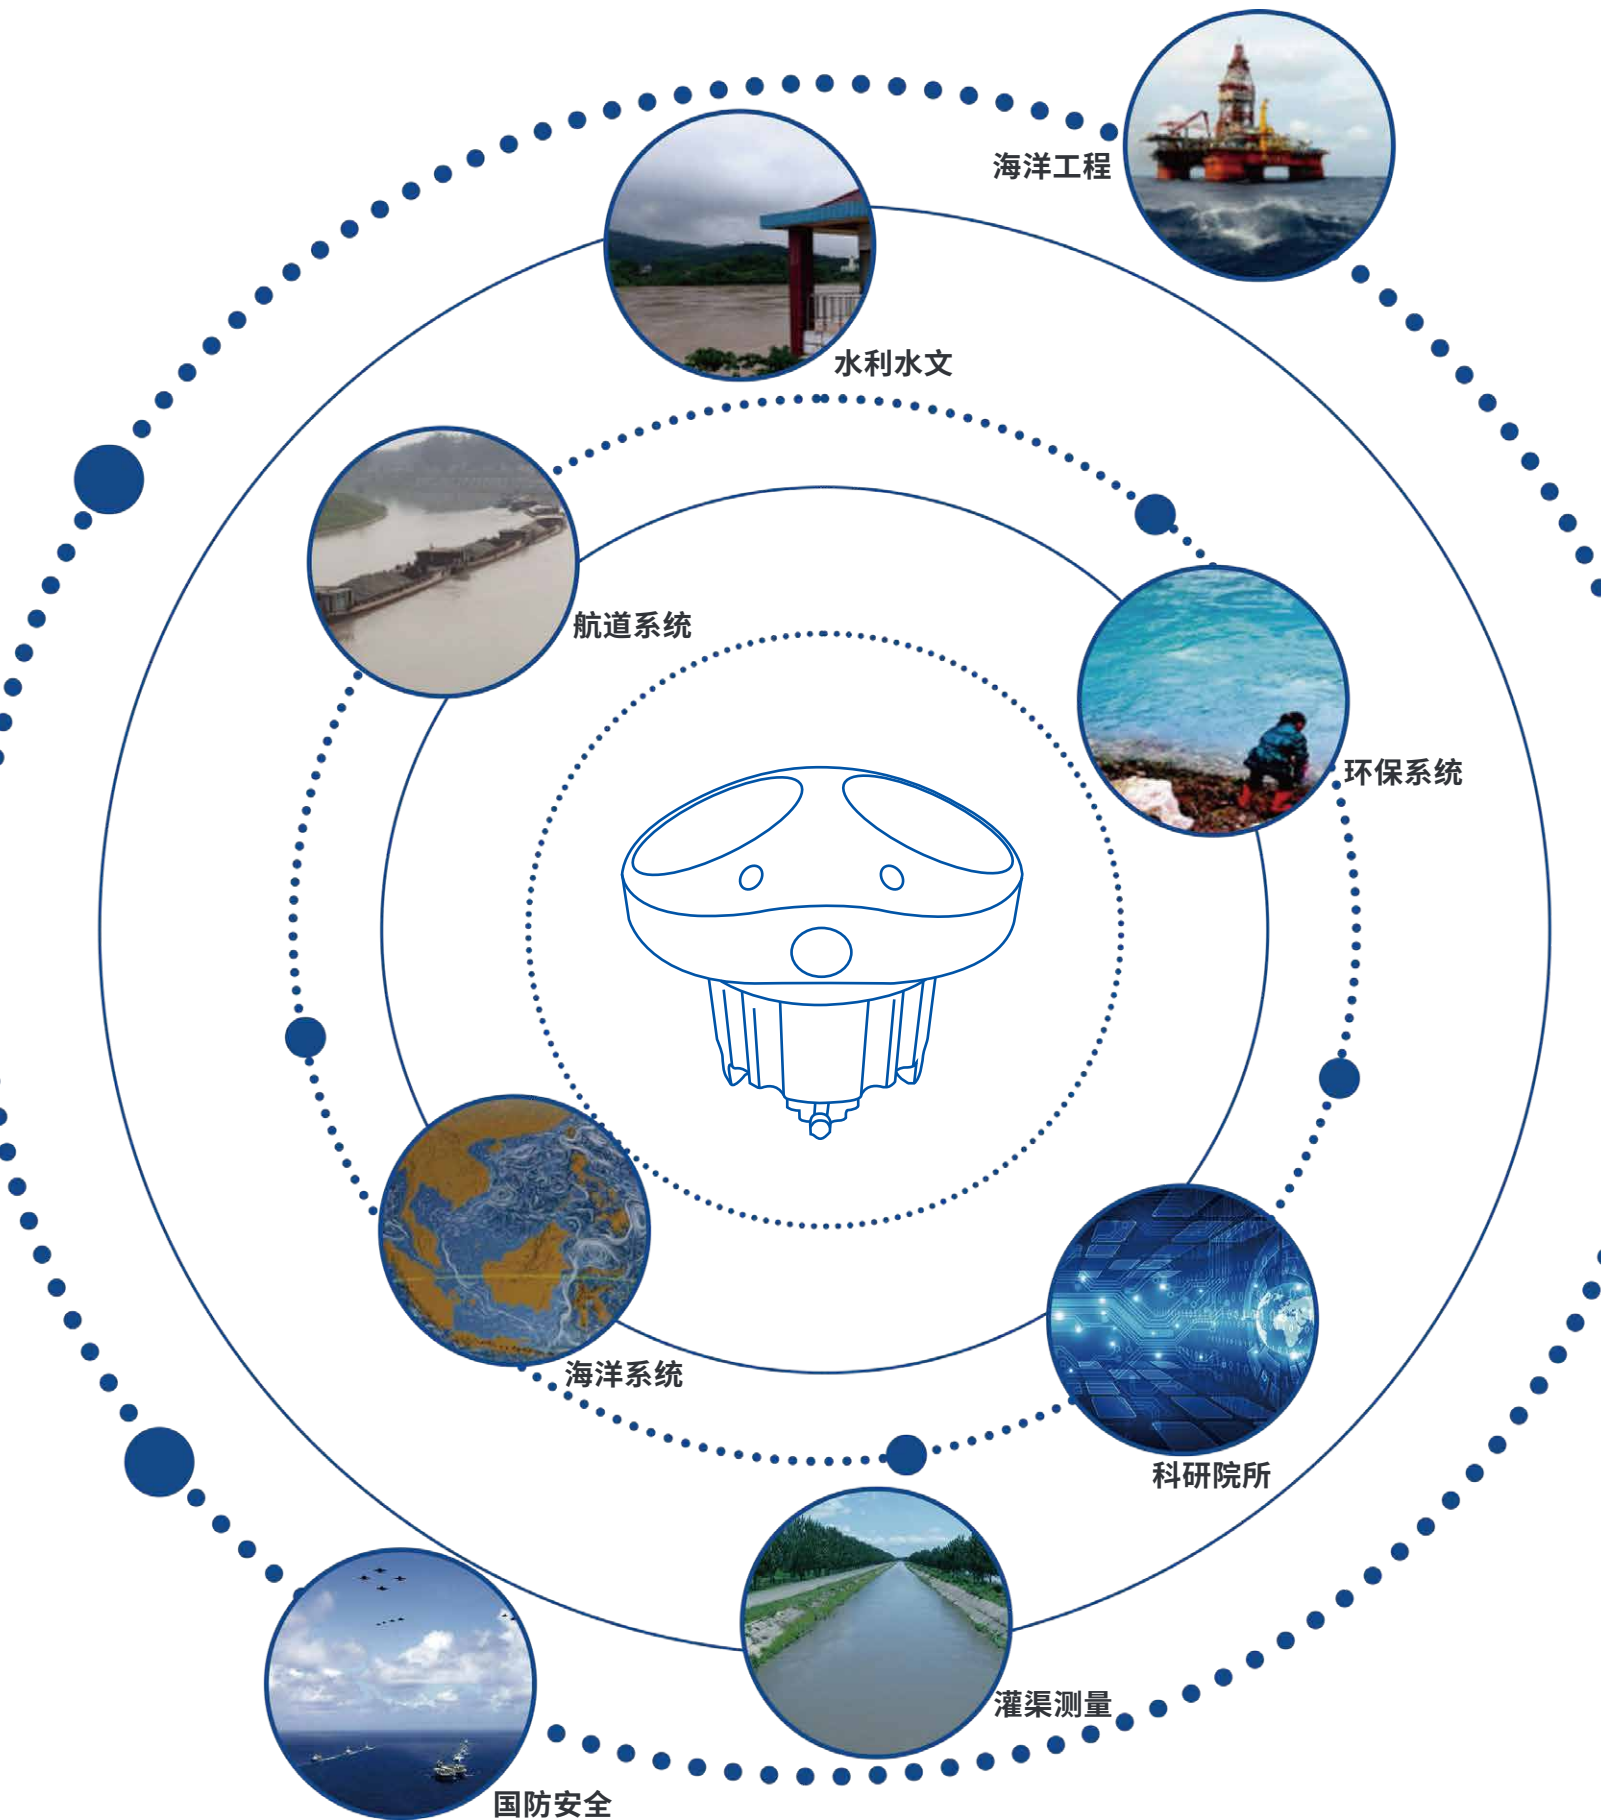 海洋工程
水利水文
航道系统
环保系统
海洋系统
科研院所
灌渠测量
国防安全